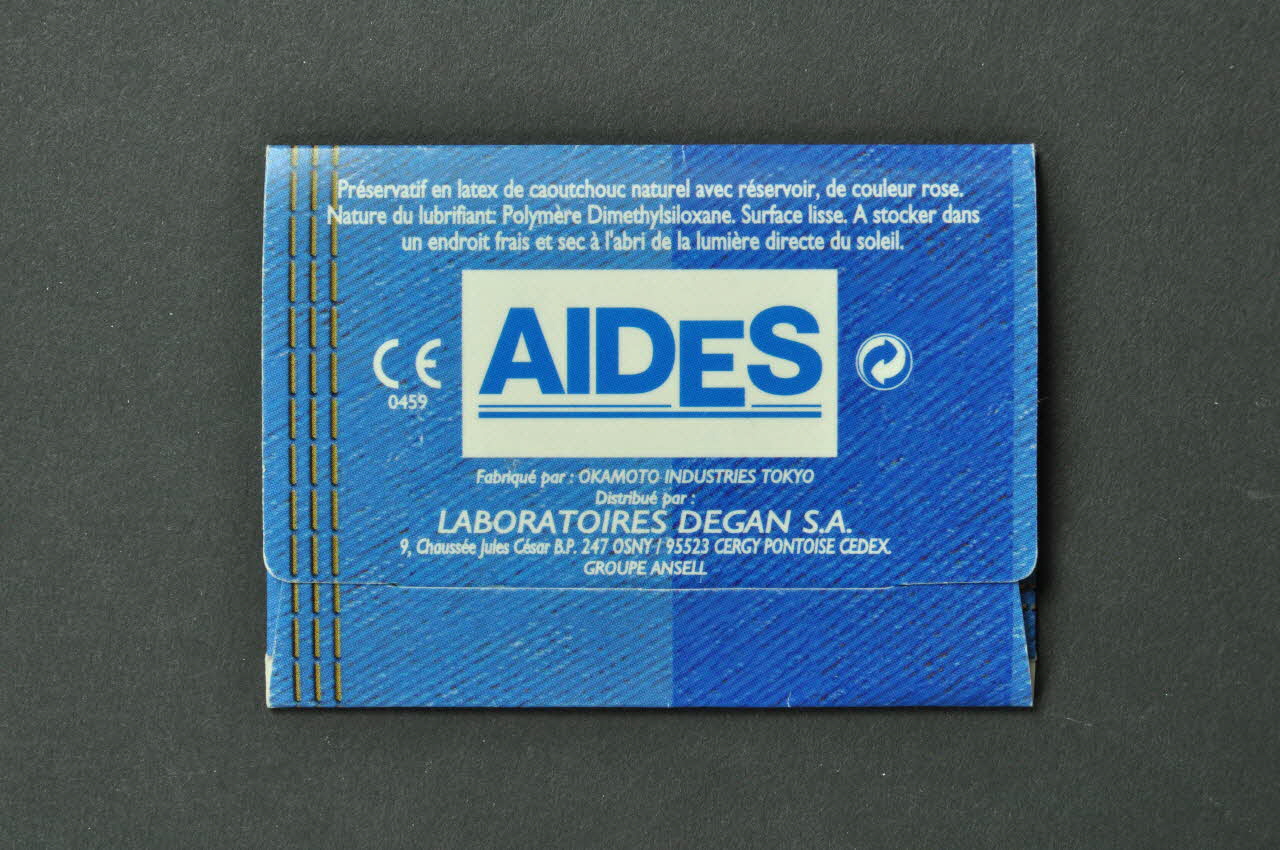 Préservatif en latex de caoutchouc naturel avec réservoir, de couleur rose.
Nature du lubrifiant: Polymère Dimethylsiloxane. Surface lisse. A stocker dans
un endroit frais et sec à l'abri de la lumière directe du soleil.
AIDES
CE
0459
Fabriqué par : OKAMOTO INDUSTRIES TOKYO
Distribué par :
LABORATOIRES DEGAN S.A.
9, Chaussée Jules César B.P. 247 OSNY / 95523 CERGY PONTOISE CEDEX.
GROUPE ANSELL